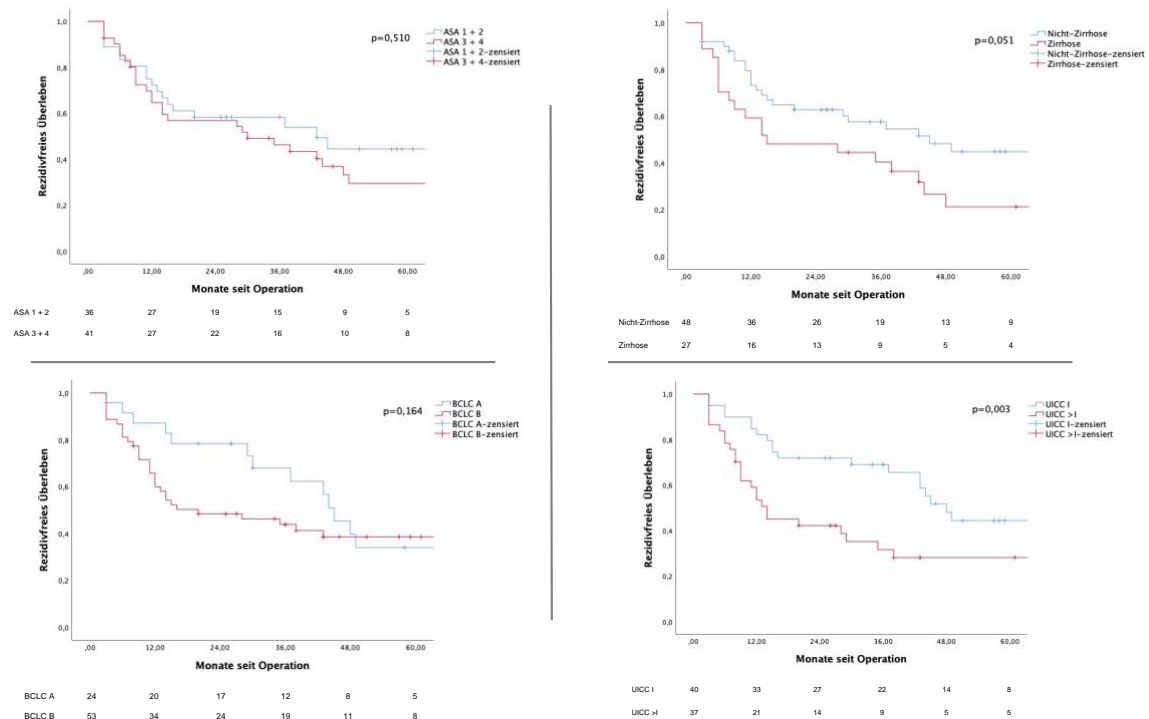 p=0,510
ASA 1 + 2
ASA 3 + 4
ASA 1 + 2-zensiert
ASA 3 + 4-zensiert
Rezidivfreies Überleben
1,0
0,8
0,6
0,4
0,2
0,0
,00 12,00 24,00 36,00 48,00 60,00
Monate seit Operation
ASA 1 + 2 36 27 19 15 9 5
ASA 3 + 4 41 27 22 16 10 8
p=0,051
Nicht-Zirrhose
Zirrhose
Nicht-Zirrhose-zensiert
Zirrhose-zensiert
Rezidivfreies Überleben
1,0
0,8
0,6
0,4
0,2
0,0
,00 12,00 24,00 36,00 48,00 60,00
Monate seit Operation
Nicht-Zirrhose 48 36 26 19 13 9
Zirrhose 27 16 13 9 5 4
p=0,164
BCLC A
BCLC B
BCLC A-zensiert
BCLC B-zensiert
Rezidivfreies Überleben
1,0
0,8
0,6
0,4
0,2
0,0
,00 12,00 24,00 36,00 48,00 60,00
Monate seit Operation
BCLC A 24 20 17 12 8 5
BCLC B 53 34 24 19 11 8
p=0,003
UICC I
UICC >I
UICC I-zensiert
UICC >I-zensiert
Rezidivfreies Überleben
1,0
0,8
0,6
0,4
0,2
0,0
,00 12,00 24,00 36,00 48,00 60,00
Monate seit Operation
UICC I 40 33 27 22 14 8
UICC >I 37 21 14 9 5 5